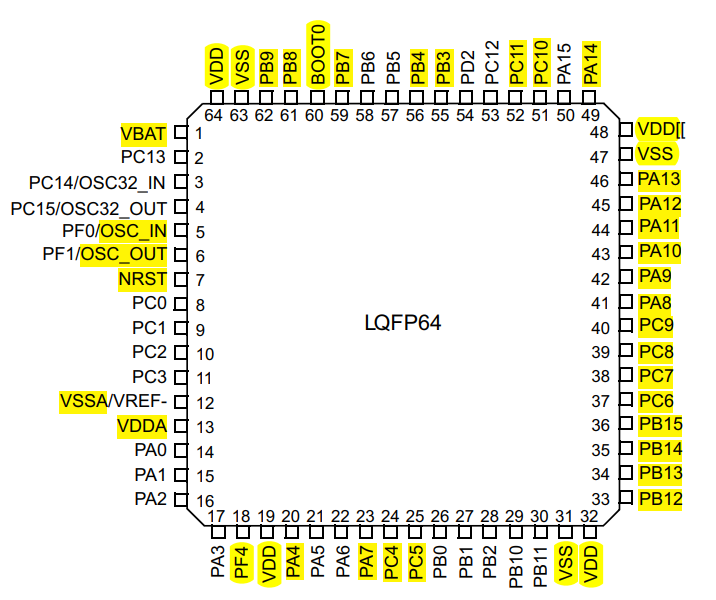 VDD VSS PB9 PB8 BOOT0 PB7 PB6 PB5 PB4 PB3 PD2 PC12 PC11 PC10 PA15 PA14
64 63 62 61 60 59 58 57 56 55 54 53 52 51 50 49
VBAT 1
PC13 2
PC14/OSC32_IN 3
PC15/OSC32_OUT 4
PF0/OSC_IN 5
PF1/OSC_OUT 6
NRST 7
PC0 8
PC1 9
PC2 10
PC3 11
VSSA/VREF- 12
VDDA 13
PA0 14
PA1 15
PA2 16
LQFP64
48 VDD[[
47 VSS
46 PA13
45 PA12
44 PA11
43 PA10
42 PA9
41 PA8
40 PC9
39 PC8
38 PC7
37 PC6
36 PB15
35 PB14
34 PB13
33 PB12
17 18 19 20 21 22 23 24 25 26 27 28 29 30 31 32
PA3 PF4 VDD PA4 PA5 PA6 PA7 PC4 PC5 PB0 PB1 PB2 PB10 PB11 VSS VDD